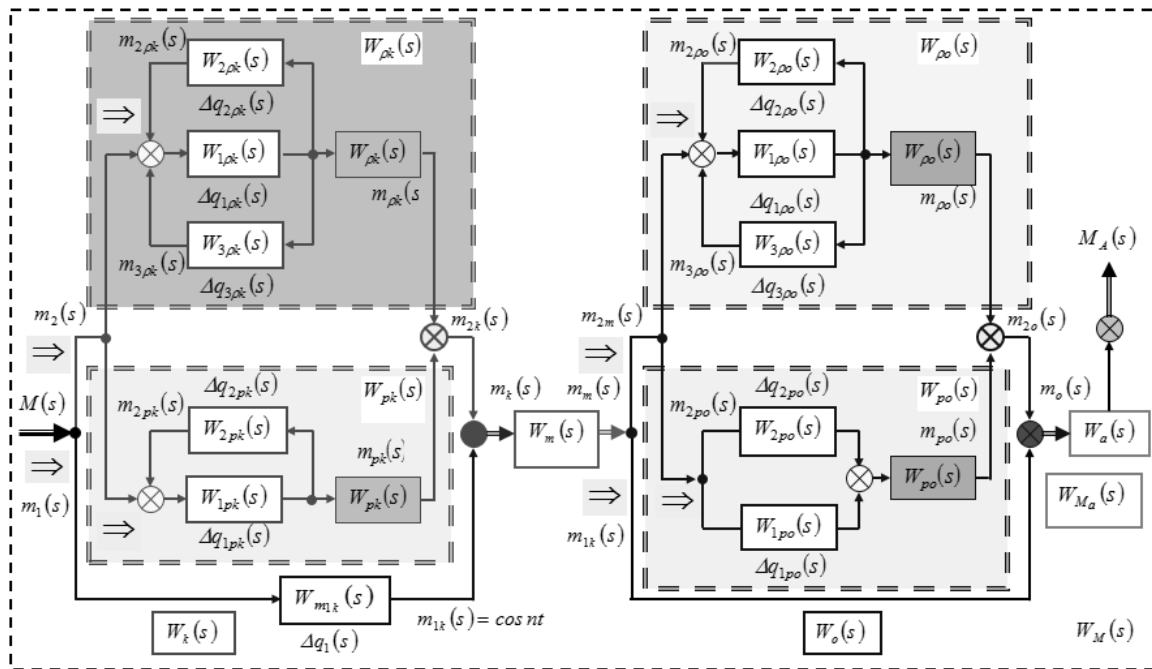 m₂ρk(s)
W₂ρk(s)
Wρk(s)
Δq₂ρk(s)
⇒
W₁ρk(s)
Wρk(s)
Δq₁ρk(s)
mρk(s
W₃ρk(s)
m₃ρk(s)
Δq₃ρk(s)
m₂(s)
⇒
m₂k(s)
Δq₂pk(s)
Wpk(s)
M(s)
m₂pk(s)
W₂pk(s)
mpk(s)
⇒
W₁pk(s)
Wpk(s)
⇒
m₁(s)
Δq₁pk(s)
mk(s)
Wm(s)
mm(s)
Wm₁k(s)
m₁k(s) = cosnt
Wk(s)
Δq₁(s)
m₂ρo(s)
W₂ρo(s)
Wρo(s)
Δq₂ρo(s)
⇒
W₁ρo(s)
Wρo(s)
Δq₁ρo(s)
mρo(s)
W₃ρo(s)
m₃ρo(s)
Δq₃ρo(s)
m₂m(s)
⇒
m₂o(s)
Δq₂po(s)
Wpo(s)
m₂po(s)
W₂po(s)
mpo(s)
⇒
⇒
Wpo(s)
m₁k(s)
W₁po(s)
Δq₁po(s)
MA(s)
mo(s)
Wa(s)
WMa(s)
Wo(s)
WM(s)